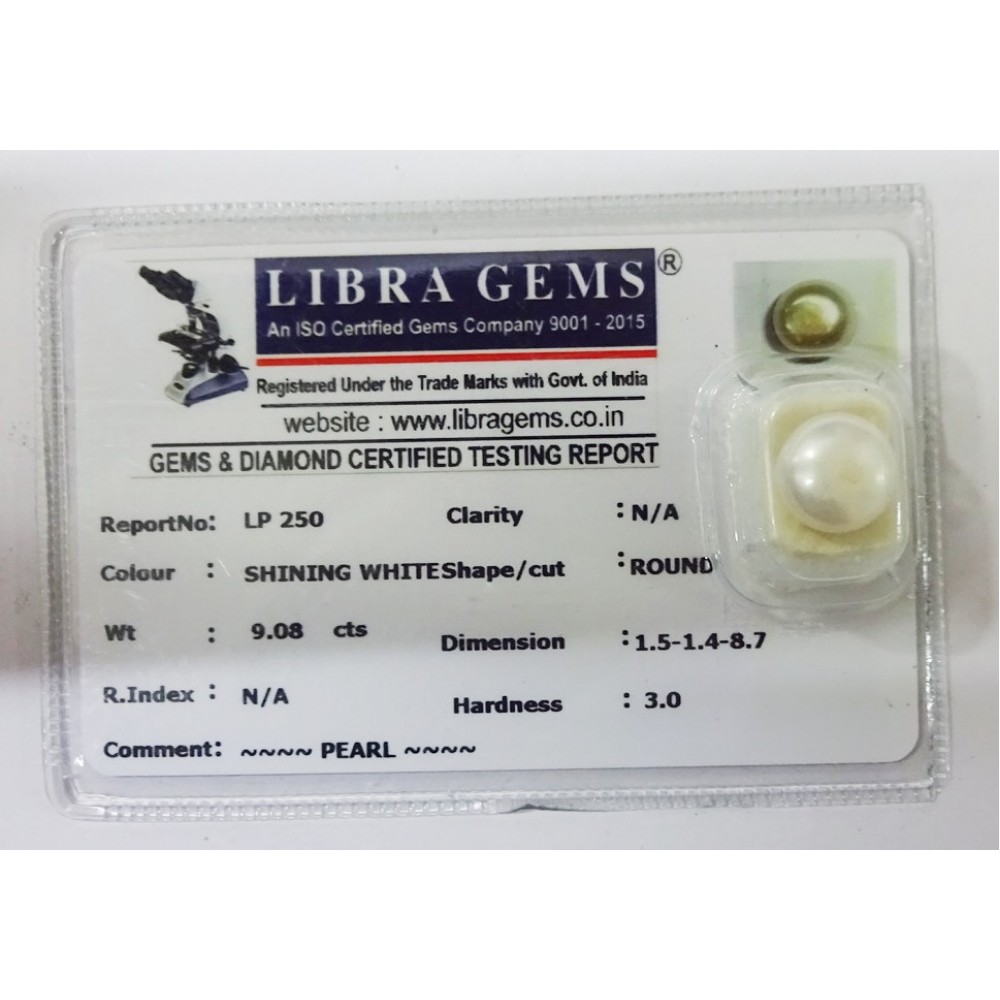 LIBRA GEMS®
An ISO Certified Gems Company 9001 - 2015
Registered Under the Trade Marks with Govt. of India
website : www.libragems.co.in
GEMS & DIAMOND CERTIFIED TESTING REPORT
ReportNo: LP 250 Clarity : N/A
Colour : SHINING WHITE Shape/cut : ROUND
Wt : 9.08 cts Dimension : 1.5-1.4-8.7
R.Index : N/A Hardness : 3.0
Comment: ~~~~ PEARL ~~~~